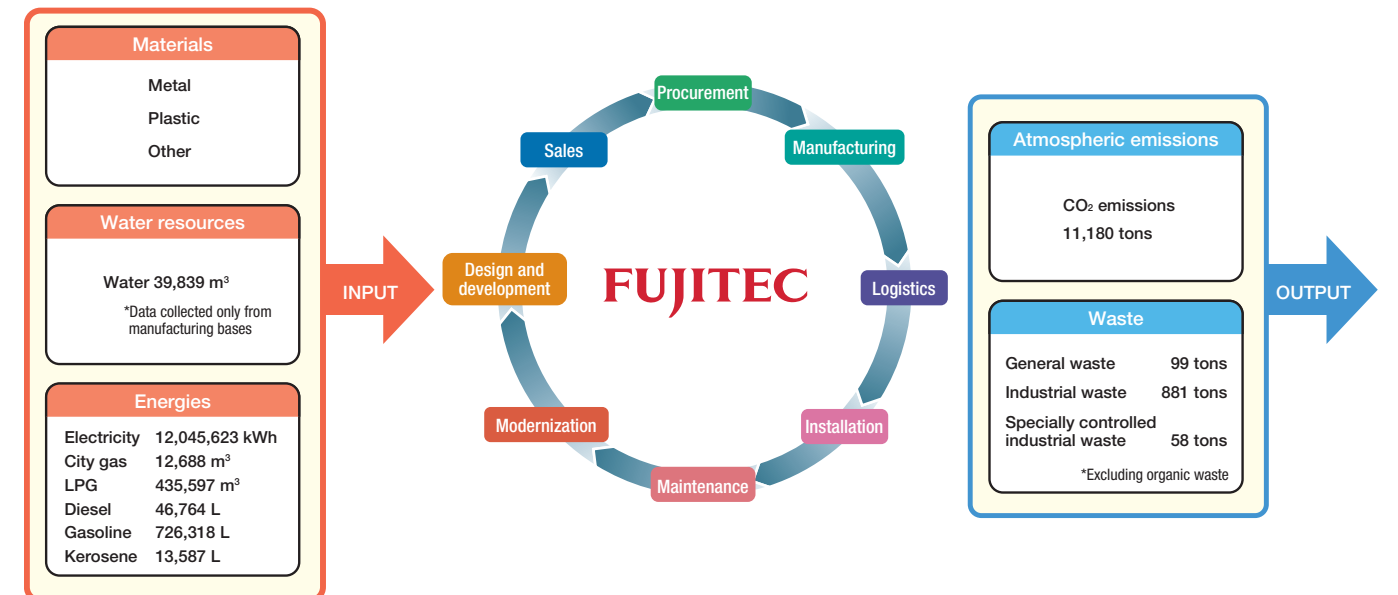 Materials
Metal
Plastic
Other
Water resources
Water 39,839 m³
*Data collected only from
manufacturing bases
Energies
Electricity 12,045,623 kWh
City gas 12,688 m³
LPG 435,597 m³
Diesel 46,764 L
Gasoline 726,318 L
Kerosene 13,587 L
INPUT
Procurement
Manufacturing
Logistics
Installation
Maintenance
Modernization
Design and
development
Sales
FUJITEC
Atmospheric emissions
CO₂ emissions
11,180 tons
Waste
General waste 99 tons
Industrial waste 881 tons
Specially controlled
industrial waste 58 tons
*Excluding organic waste
OUTPUT